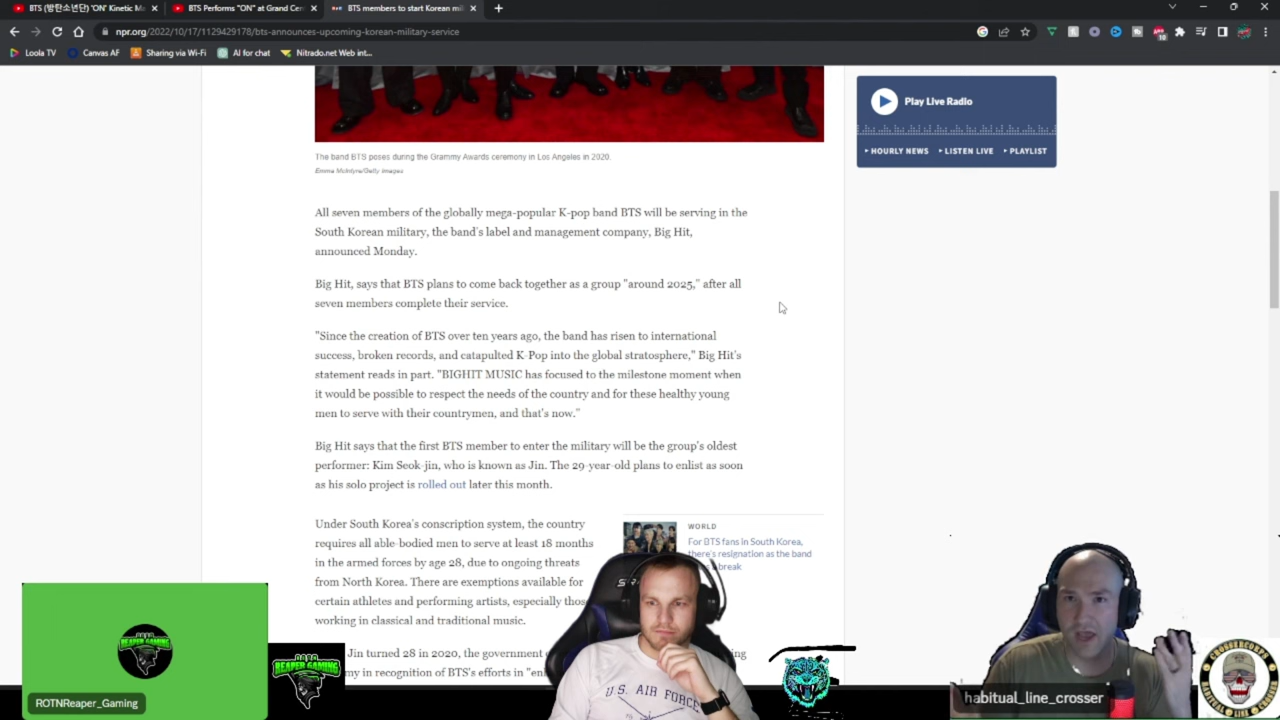 BTS (방탄소년단) 'ON' Kinetic M
BTS Performs "ON" at Grand Cen
BTS members to start Korean mil
npr.org/2022/10/17/1129429178/bts-announces-upcoming-korean-military-service
Loola TV
Canvas AF
Sharing via Wi-Fi
AI for chat
Nitrado.net Web int...
Play Live Radio
HOURLY NEWS
LISTEN LIVE
PLAYLIST
The band BTS poses during the Grammy Awards ceremony in Los Angeles in 2020.
Emma McIntyre/Getty Images
All seven members of the globally mega-popular K-pop band BTS will be serving in the
South Korean military, the band's label and management company, Big Hit,
announced Monday.
Big Hit, says that BTS plans to come back together as a group "around 2025," after all
seven members complete their service.
"Since the creation of BTS over ten years ago, the band has risen to international
success, broken records, and catapulted K-Pop into the global stratosphere," Big Hit's
statement reads in part. "BIGHIT MUSIC has focused to the milestone moment when
it would be possible to respect the needs of the country and for these healthy young
men to serve with their countrymen, and that's now."
Big Hit says that the first BTS member to enter the military will be the group's oldest
performer: Kim Seok-jin, who is known as Jin. The 29-year-old plans to enlist as soon
as his solo project is rolled out later this month.
Under South Korea's conscription system, the country
requires all able-bodied men to serve at least 18 months
in the armed forces by age 28, due to ongoing threats
from North Korea. There are exemptions available for
certain athletes and performing artists, especially thos
working in classical and traditional music.
WORLD
For BTS fans in South Korea,
there's resignation as the band
break
Jin turned 28 in 2020, the government
in recognition of BTS's efforts in "en
REAPER GAMING
ROTNReaper_Gaming
REAPER GAMING
U.S. AIR FORCE
habitual_line_crosser
CROSSERCORPS
HABITUAL LINE CROSSER